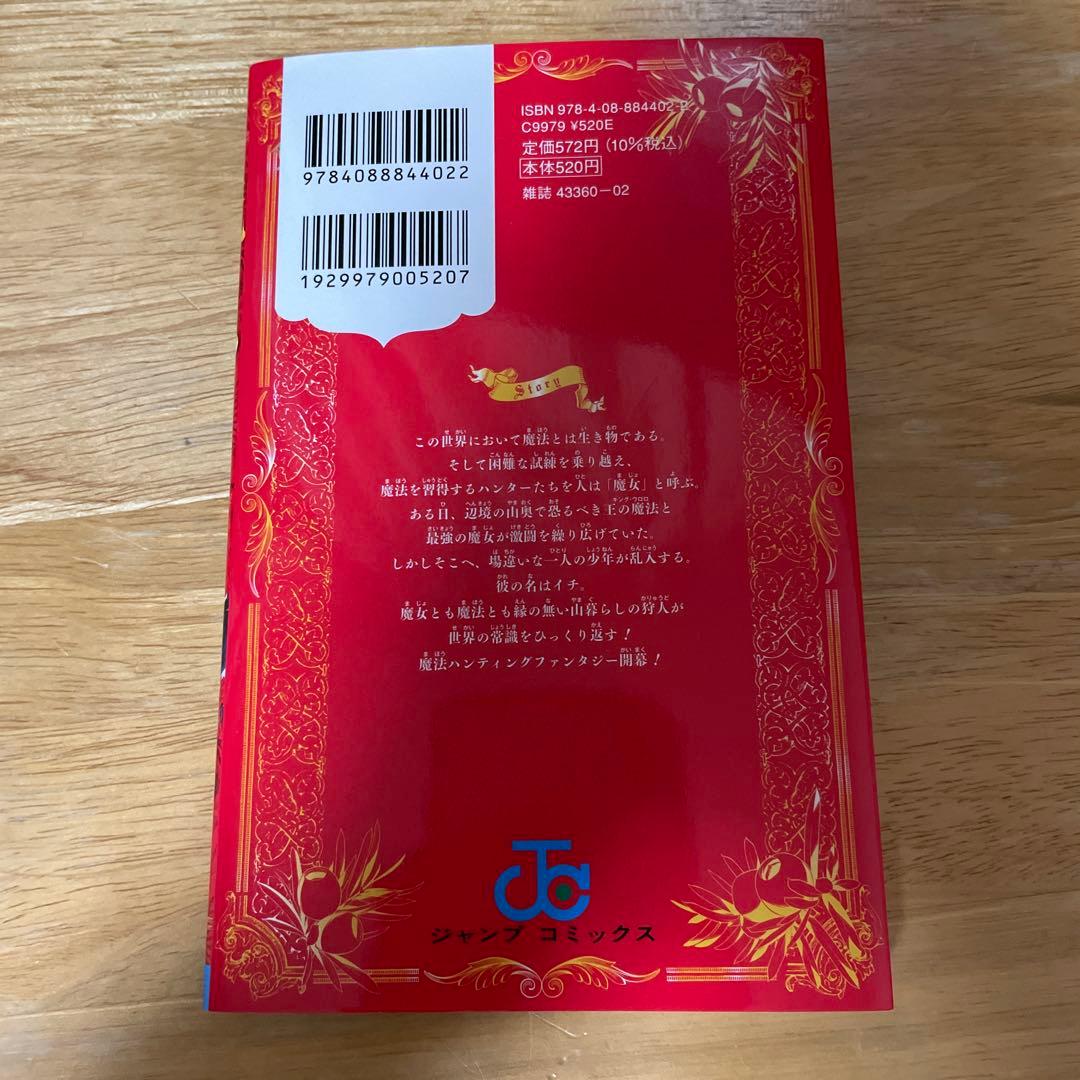 9784088844022
1929979005207
ISBN 978-4-08-884402-2
C9979 ¥520E
定価572円（10%税込）
本体520円
雑誌 43360-02
Story
この世界において魔法とは生き物である。
そして困難な試練を乗り越え、
魔法を習得するハンターたちを人は「魔女」と呼ぶ。
ある日、辺境の山奥で恐るべき王の魔法と
最強の魔女が激闘を繰り広げていた。
しかしそこへ、場違いな一人の少年が乱入する。
彼の名はイチ。
魔女とも魔法とも縁の無い山暮らしの狩人が
世界の常識をひっくり返す！
魔法ハンティングファンタジー開幕！
JC
ジャンプ・コミックス